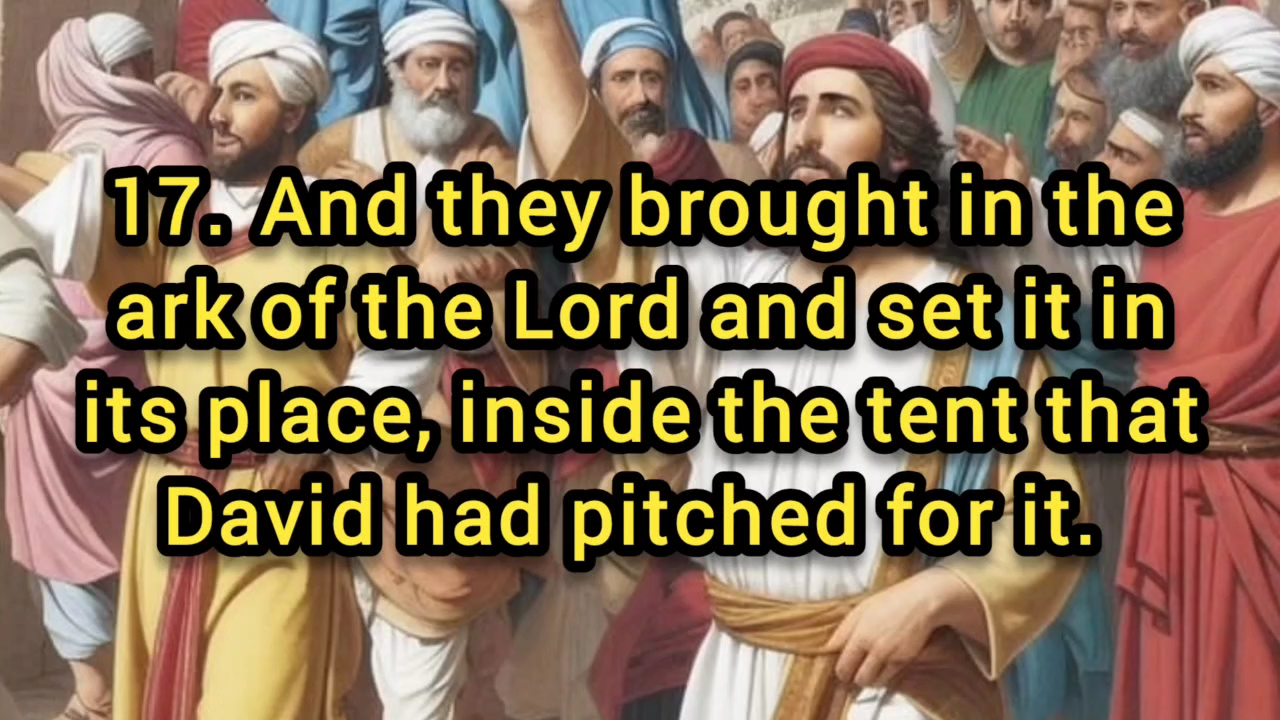 17. And they brought in the
ark of the Lord and set it in
its place, inside the tent that
David had pitched for it.